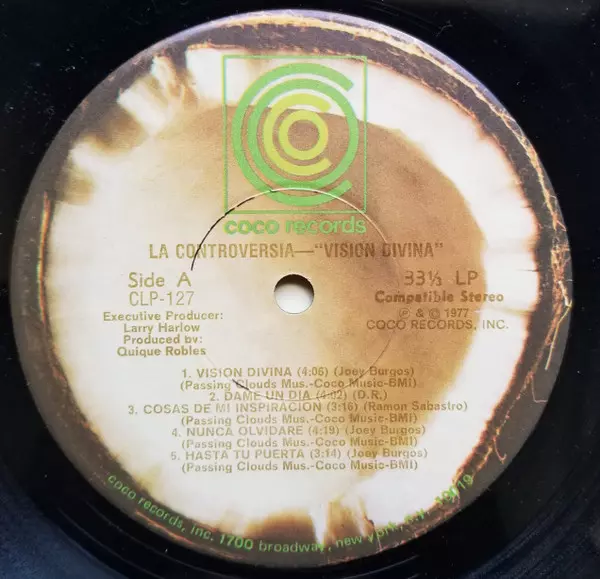 COCO
coco records
LA CONTROVERSIA—"VISION DIVINA"
Side A
CLP-127
Executive Producer:
Larry Harlow
Produced by:
Quique Robles
33⅓ LP
Compatible Stereo
℗ & © 1977
COCO RECORDS, INC.
1. VISION DIVINA (4:06) (Joey Burgos)
(Passing Clouds Mus.-Coco Music-BMI)
2. DAME UN DIA (4:02) (D.R.)
3. COSAS DE MI INSPIRACION (3:16) (Ramon Sabastro)
(Passing Clouds Mus.-Coco Music-BMI)
4. NUNCA OLVIDARE (4:19) (Joey Burgos)
(Passing Clouds Mus.-Coco Music-BMI)
5. HASTA TU PUERTA (3:14) (Joey Burgos)
(Passing Clouds Mus.-Coco Music-BMI)
coco records, inc. 1700 broadway, new york, n.y. 10019